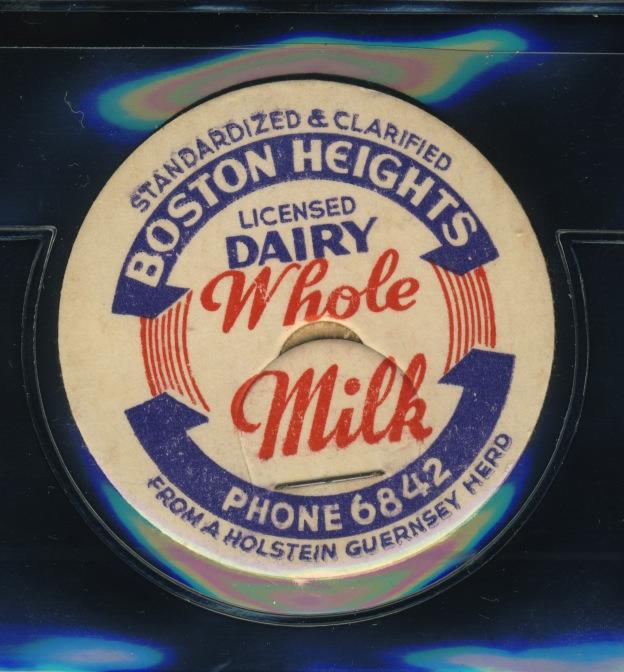 STANDARDIZED & CLARIFIED
BOSTON HEIGHTS
LICENSED
DAIRY
Whole
Milk
PHONE 6842
FROM A HOLSTEIN GUERNSEY HERD